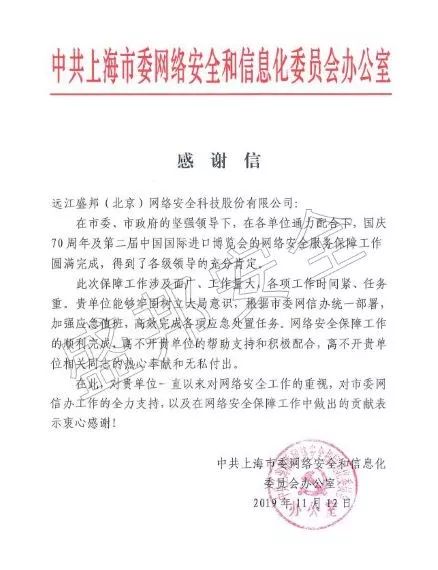 中共上海市委网络安全和信息化委员会办公室
感谢信
远江盛邦（北京）网络安全科技股份有限公司：
在市委、市政府的坚强领导下，在各单位通力配合下，国庆
70周年及第二届中国国际进口博览会的网络安全服务保障工作
圆满完成，得到了各级领导的充分肯定。
此次保障工作涉及面广、工作量大，各项工作时间紧、任务
重。贵单位能够牢固树立大局意识，根据市委网信办统一部署，
加强应急值班，高效完成各项应急处置任务。网络安全保障工作
的顺利完成，离不开贵单位的帮助支持和积极配合，离不开贵单
位相关同志的热心奉献和无私付出。
在此，对贵单位一直以来对网络安全工作的重视，对市委网
信办工作的全力支持，以及在网络安全保障工作中做出的贡献表
示衷心感谢！
中共上海市委网络安全和信息化
委员会办公室
2019年11月12日
办公室
盛邦安全